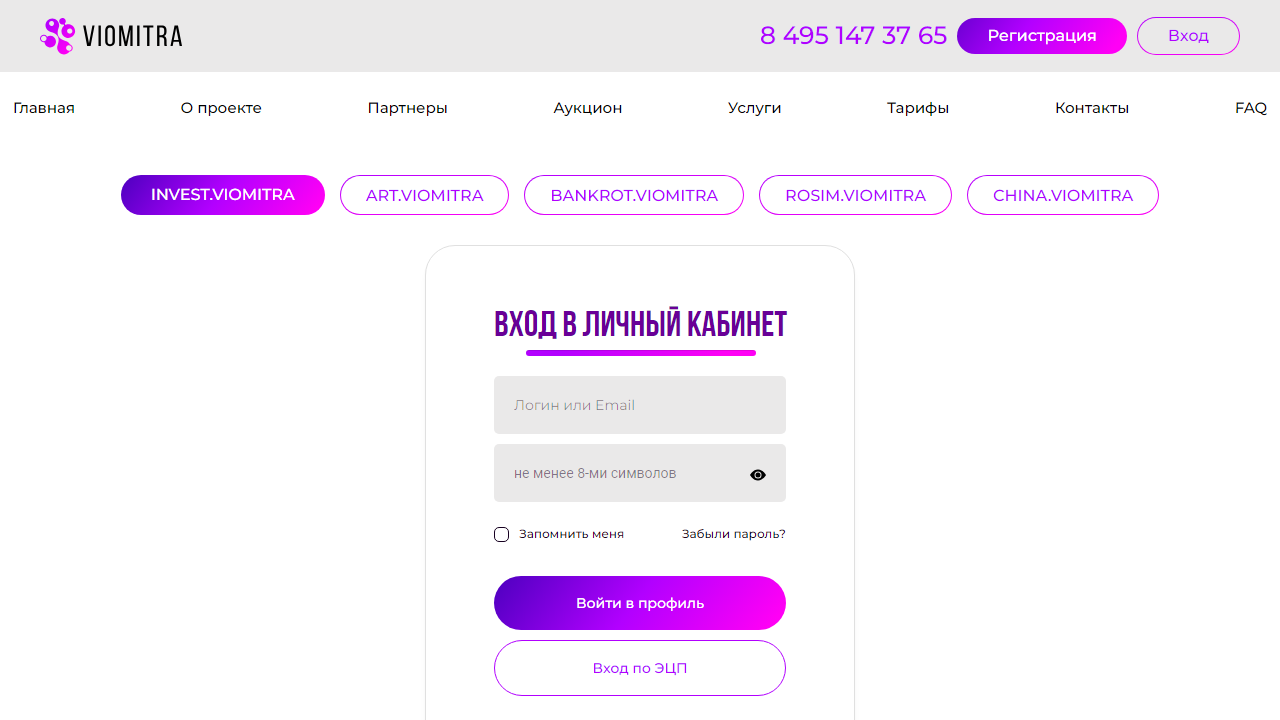 VIOMITRA
8 495 147 37 65
Регистрация
Вход
Главная
О проекте
Партнеры
Аукцион
Услуги
Тарифы
Контакты
FAQ
INVEST.VIOMITRA
ART.VIOMITRA
BANKROT.VIOMITRA
ROSIM.VIOMITRA
CHINA.VIOMITRA
ВХОД В ЛИЧНЫЙ КАБИНЕТ
Логин или Email
не менее 8-ми символов
Запомнить меня
Забыли пароль?
Войти в профиль
Вход по ЭЦП